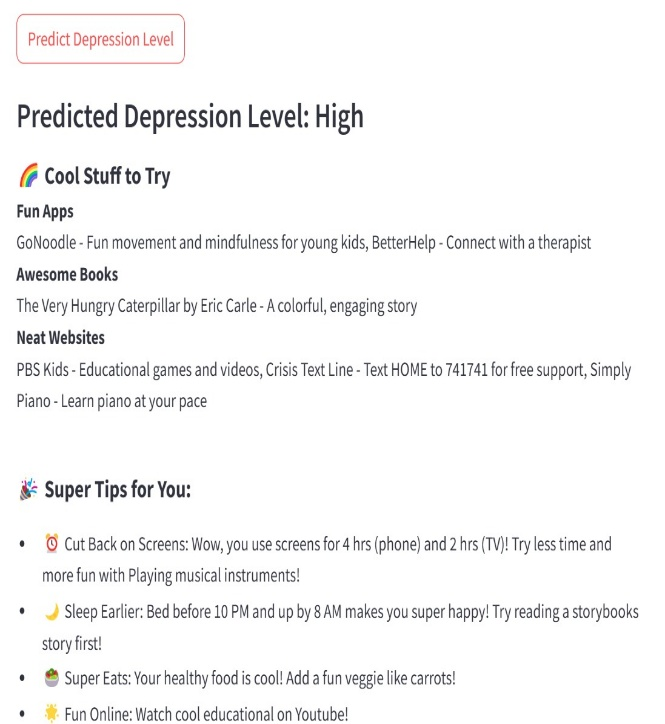 Predict Depression Level
Predicted Depression Level: High
🌈 Cool Stuff to Try
Fun Apps
GoNoodle - Fun movement and mindfulness for young kids, BetterHelp - Connect with a therapist
Awesome Books
The Very Hungry Caterpillar by Eric Carle - A colorful, engaging story
Neat Websites
PBS Kids - Educational games and videos, Crisis Text Line - Text HOME to 741741 for free support, Simply
Piano - Learn piano at your pace
🎉 Super Tips for You:
• ⏰ Cut Back on Screens: Wow, you use screens for 4 hrs (phone) and 2 hrs (TV)! Try less time and
more fun with Playing musical instruments!
• 🌙 Sleep Earlier: Bed before 10 PM and up by 8 AM makes you super happy! Try reading a storybooks
story first!
• 🥗 Super Eats: Your healthy food is cool! Add a fun veggie like carrots!
• 🌟 Fun Online: Watch cool educational on Youtube!